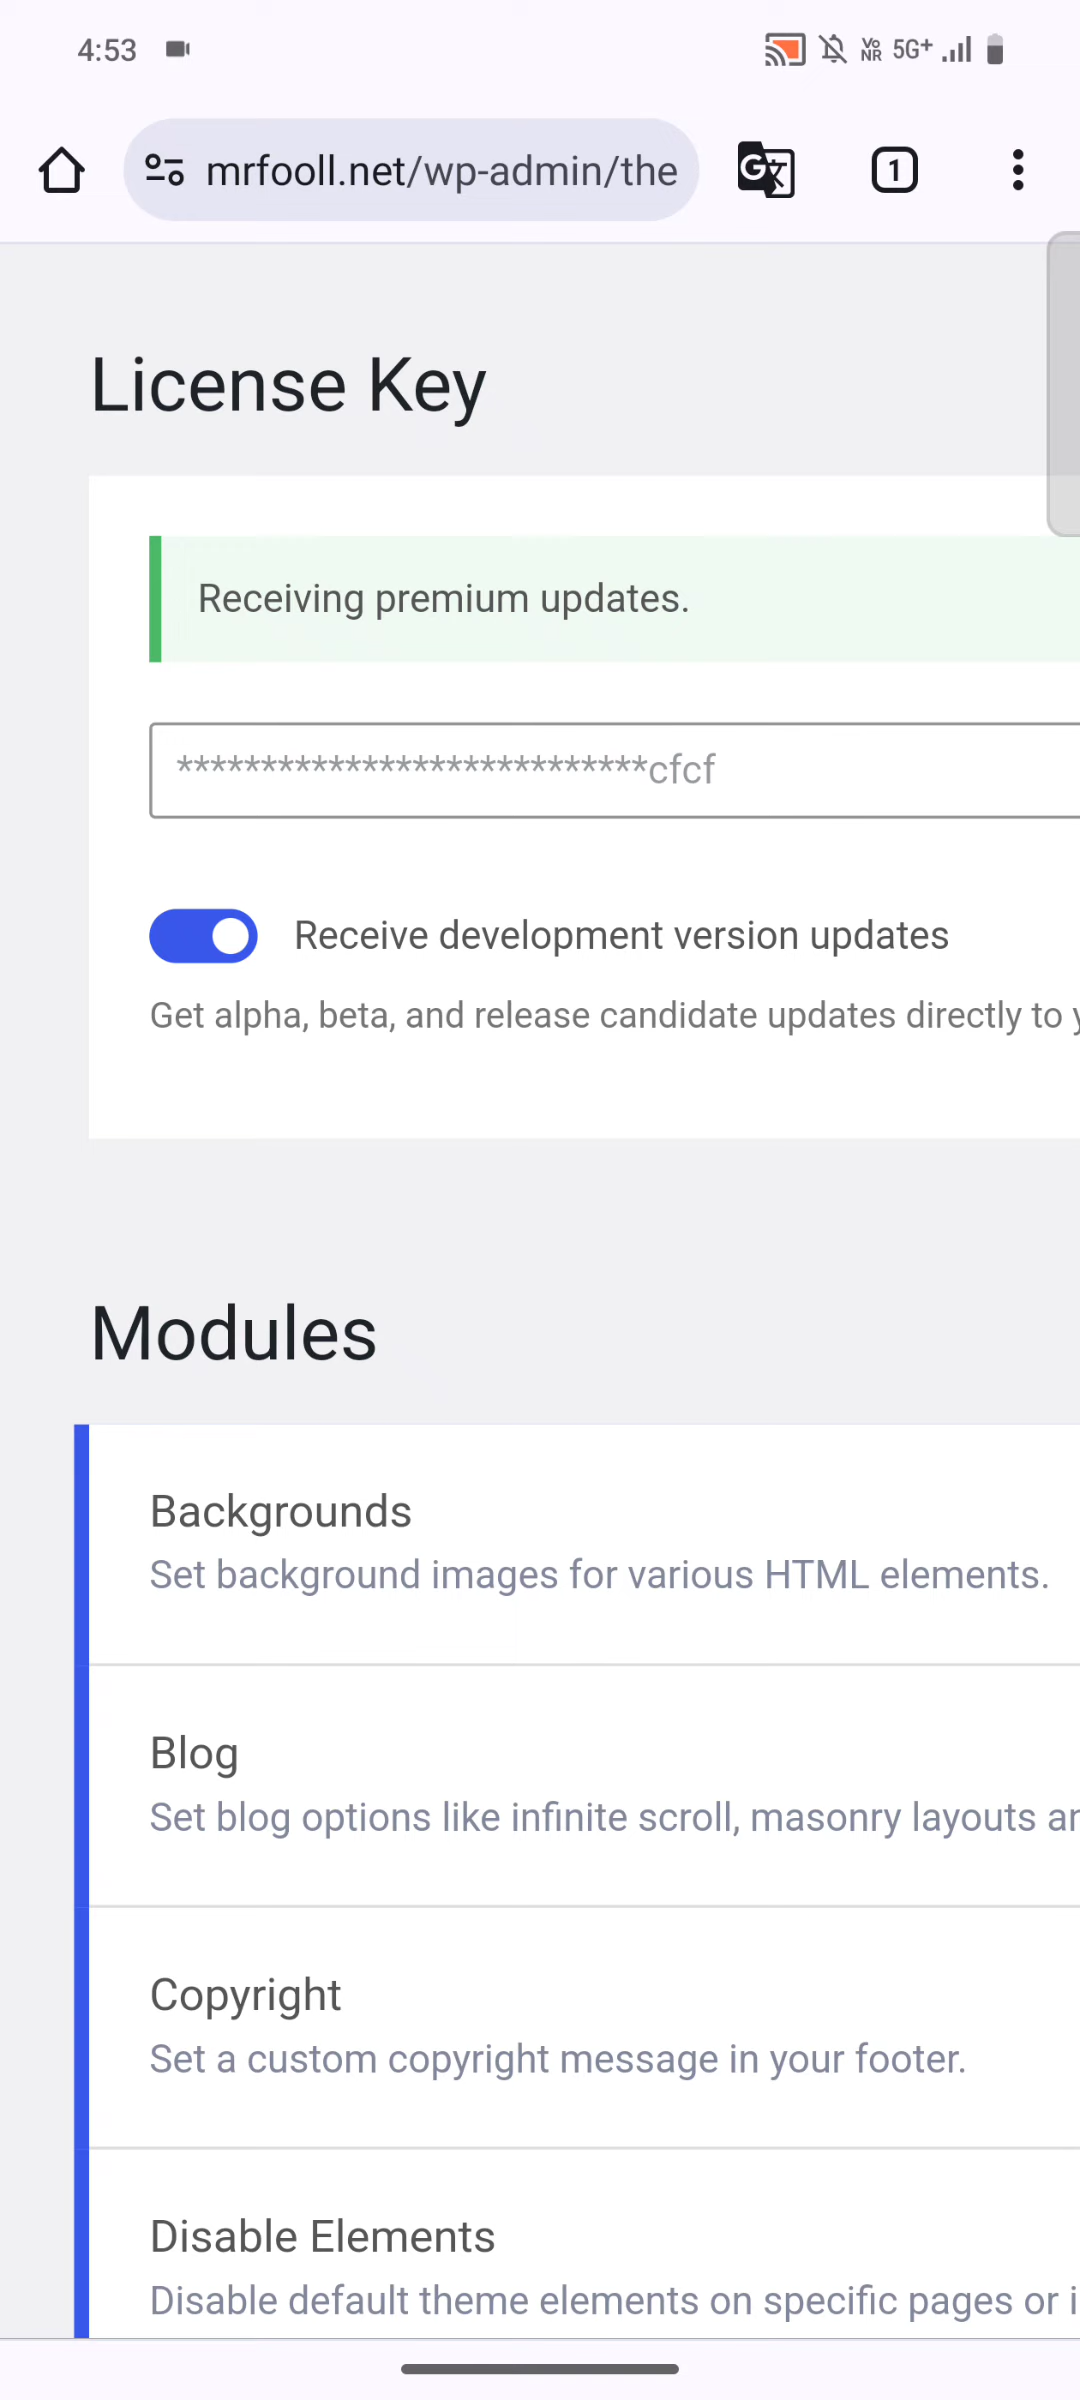 4:53
Vo
NR
5G+
mrfooll.net/wp-admin/the
G
文
1
License Key
Receiving premium updates.
****************************cfcf
Receive development version updates
Get alpha, beta, and release candidate updates directly to
Modules
Backgrounds
Set background images for various HTML elements.
Blog
Set blog options like infinite scroll, masonry layouts
Copyright
Set a custom copyright message in your footer.
Disable Elements
Disable default theme elements on specific pages or